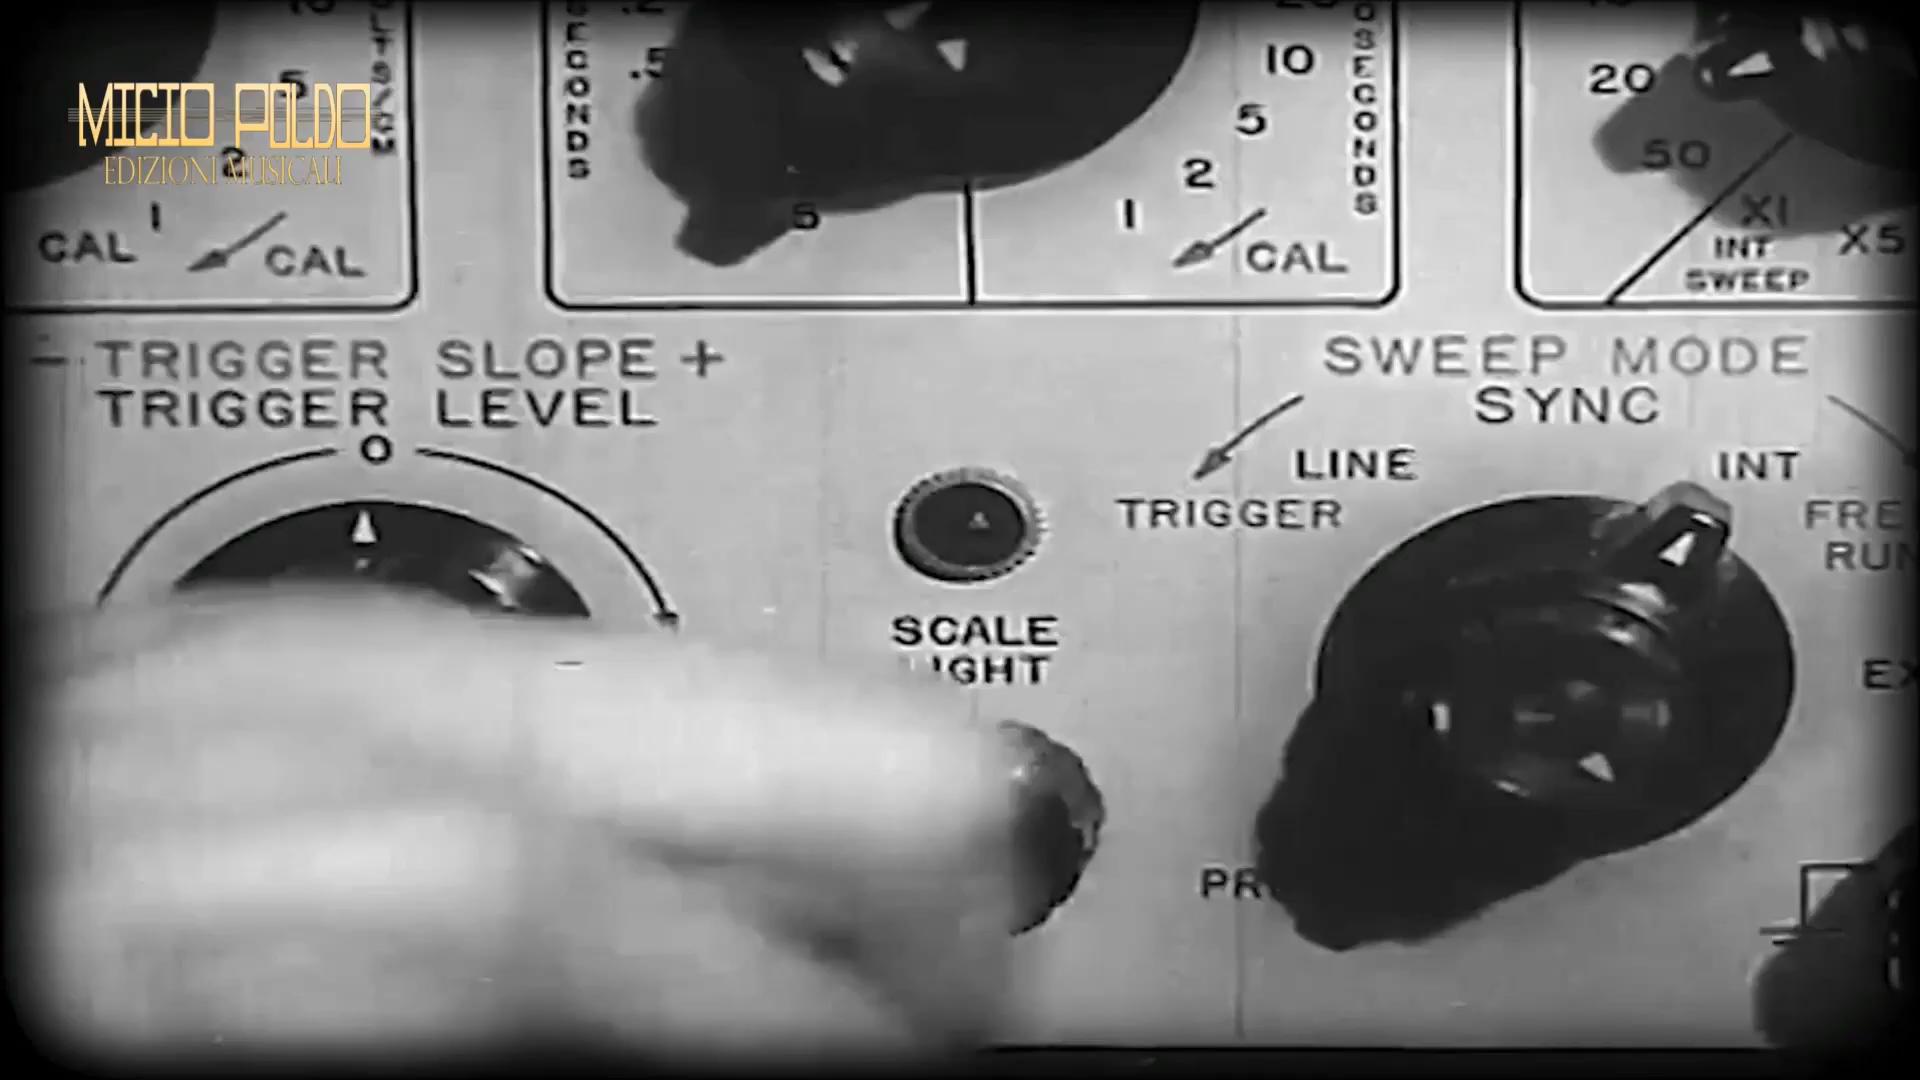 MICIO POLDO
EDIZIONI MUSICALI
5
2
1
CAL
CAL
SECONDS
.5
5
10
5
2
1
CAL
20
50
X1
INT
SWEEP
X5
- TRIGGER SLOPE +
TRIGGER LEVEL
0
SCALE
SWEEP MODE
SYNC
LINE
INT
TRIGGER